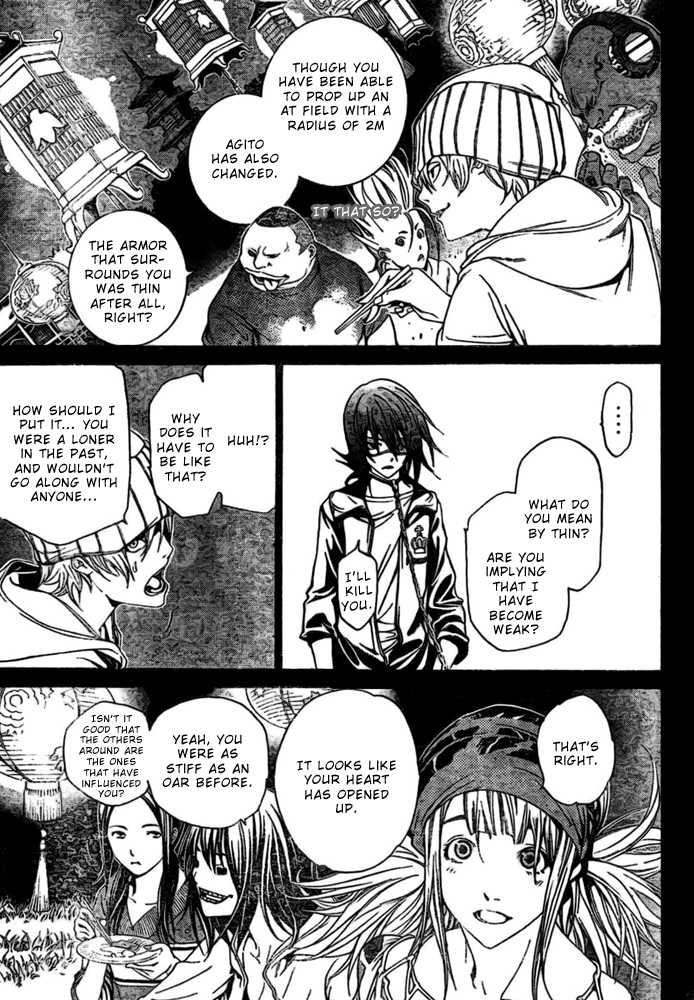 THOUGH YOU
HAVE BEEN ABLE
TO PROP UP AN
AT FIELD WITH A
RADIUS OF 2M
AGITO
HAS ALSO
CHANGED.
IT THAT SO?
THE ARMOR
THAT SUR-
ROUNDS YOU
WAS THIN
AFTER ALL,
RIGHT?
....
WHAT DO
YOU MEAN
BY THIN?
ARE YOU
IMPLYING
THAT I
HAVE
BECOME
WEAK?
I'LL
KILL
YOU.
HUH!?
WHY
DOES IT
HAVE TO
BE LIKE
THAT?
HOW SHOULD I
PUT IT... YOU
WERE A LONER
IN THE PAST,
AND WOULDN'T
GO ALONG WITH
ANYONE...
THAT'S
RIGHT.
IT LOOKS LIKE
YOUR HEART
HAS OPENED
UP.
YEAH, YOU
WERE AS
STIFF AS AN
OAR BEFORE.
ISN'T IT
GOOD THAT
THE OTHERS
AROUND ARE
THE ONES
THAT HAVE
INFLUENCED
YOU?